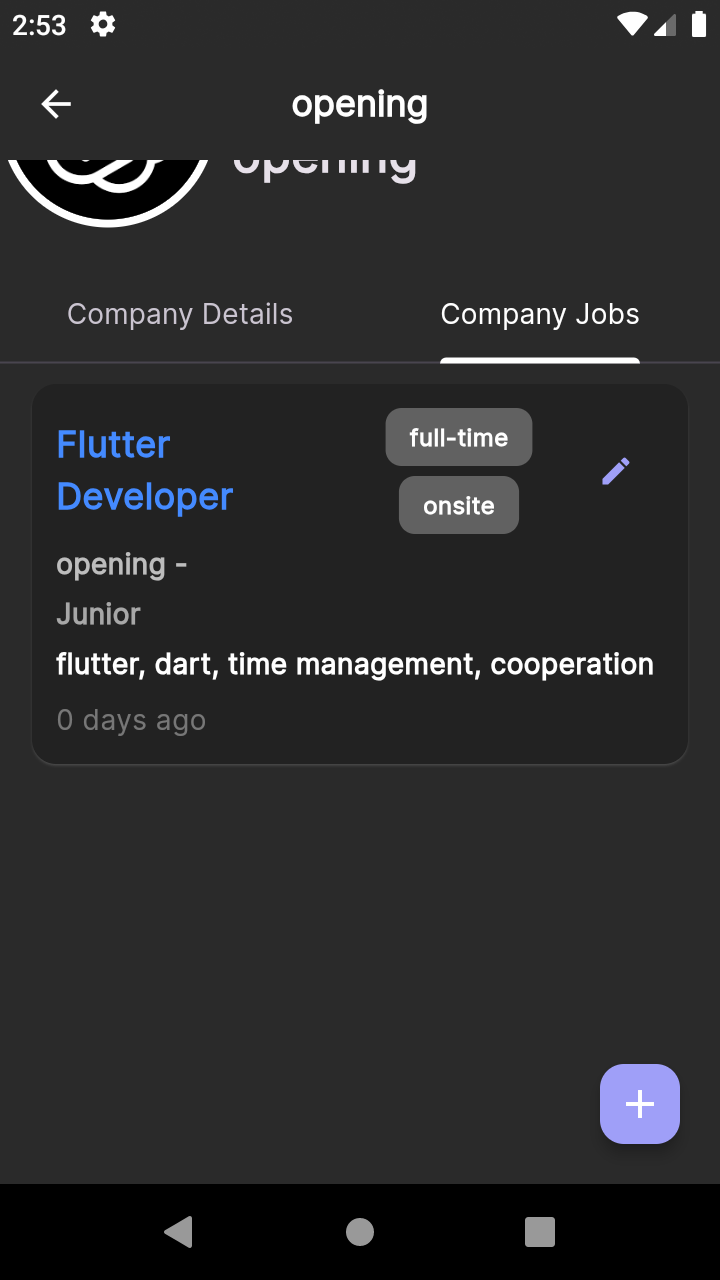 2:53
opening
opening
Company Details
Company Jobs
Flutter
Developer
full-time
onsite
opening -
Junior
flutter, dart, time management, cooperation
0 days ago